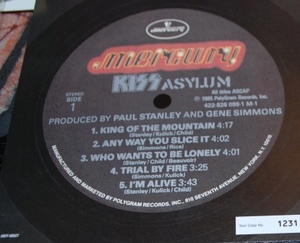 mercury
KISS ASYLUM
STEREO
SIDE
1
All titles ASCAP
℗ 1985 PolyGram Records, Inc.
422-826 099-1 M-1
PRODUCED BY PAUL STANLEY AND GENE SIMMONS
1. KING OF THE MOUNTAIN 4:17
(Stanley/Kulick/Child)
2. ANY WAY YOU SLICE IT 4:02
(Simmons/Rice)
3. WHO WANTS TO BE LONELY 4:01
(Stanley/Child/Beauvoir)
4. TRIAL BY FIRE 3:25
(Simmons/Kulick)
5. I'M ALIVE 3:43
(Stanley/Kulick/Child)
MANUFACTURED AND MARKETED BY POLYGRAM RECORDS, INC., 810 SEVENTH AVENUE, NEW YORK, N.Y. 10019
1231